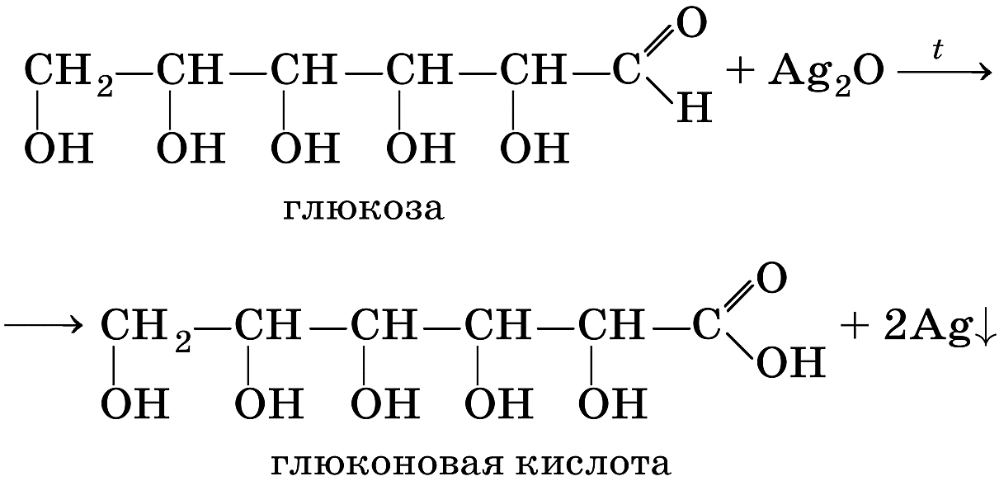 CH₂—CH—CH—CH—CH—C=O + Ag₂O t ⟶
H
OH OH OH OH OH
глюкоза
⟶ CH₂—CH—CH—CH—CH—C=O + 2Ag↓
OH
OH OH OH OH OH
глюконовая кислота